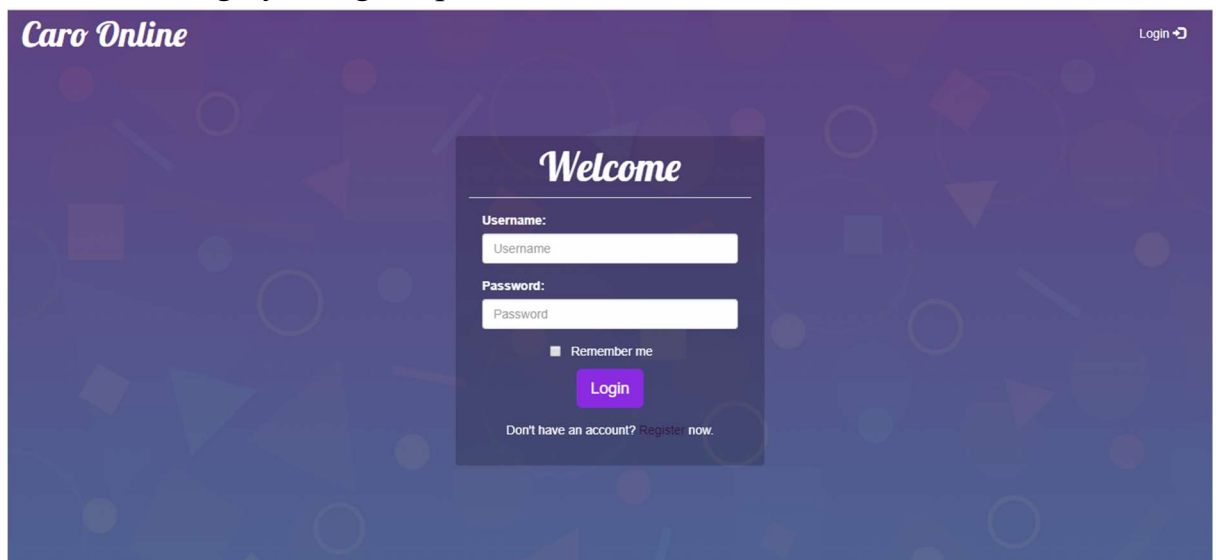 Caro Online
Login
Welcome
Username:
Username
Password:
Password
Remember me
Login
Don't have an account? Register now.